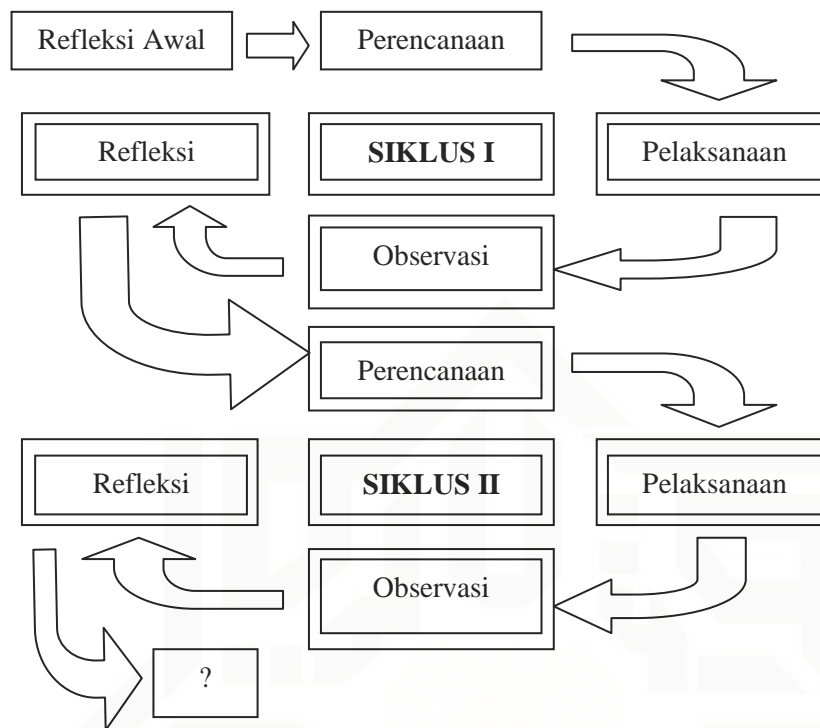 Refleksi Awal
Perencanaan
Refleksi
SIKLUS I
Pelaksanaan
Observasi
Perencanaan
Refleksi
SIKLUS II
Pelaksanaan
Observasi
?